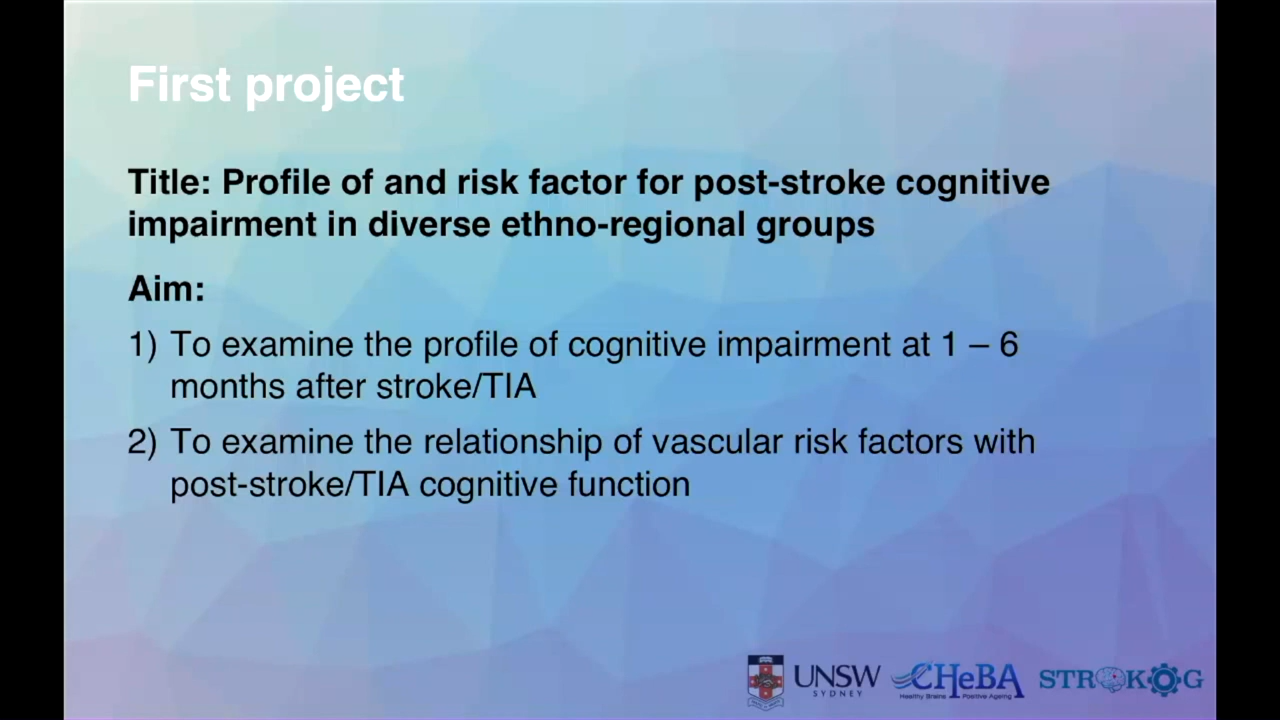 First project
Title: Profile of and risk factor for post-stroke cognitive
impairment in diverse ethno-regional groups
Aim:
1) To examine the profile of cognitive impairment at 1 – 6
months after stroke/TIA
2) To examine the relationship of vascular risk factors with
post-stroke/TIA cognitive function
UNSW
SYDNEY
CHeBA
Healthy Brains Positive Ageing
STROKOG